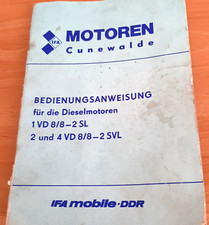 IFA
MOTOREN
Cunewalde
BEDIENUNGSANWEISUNG
für die Dieselmotoren
1 VD 8/8–2 SL
2 und 4 VD 8/8–2 SVL
IFA mobile-DDR